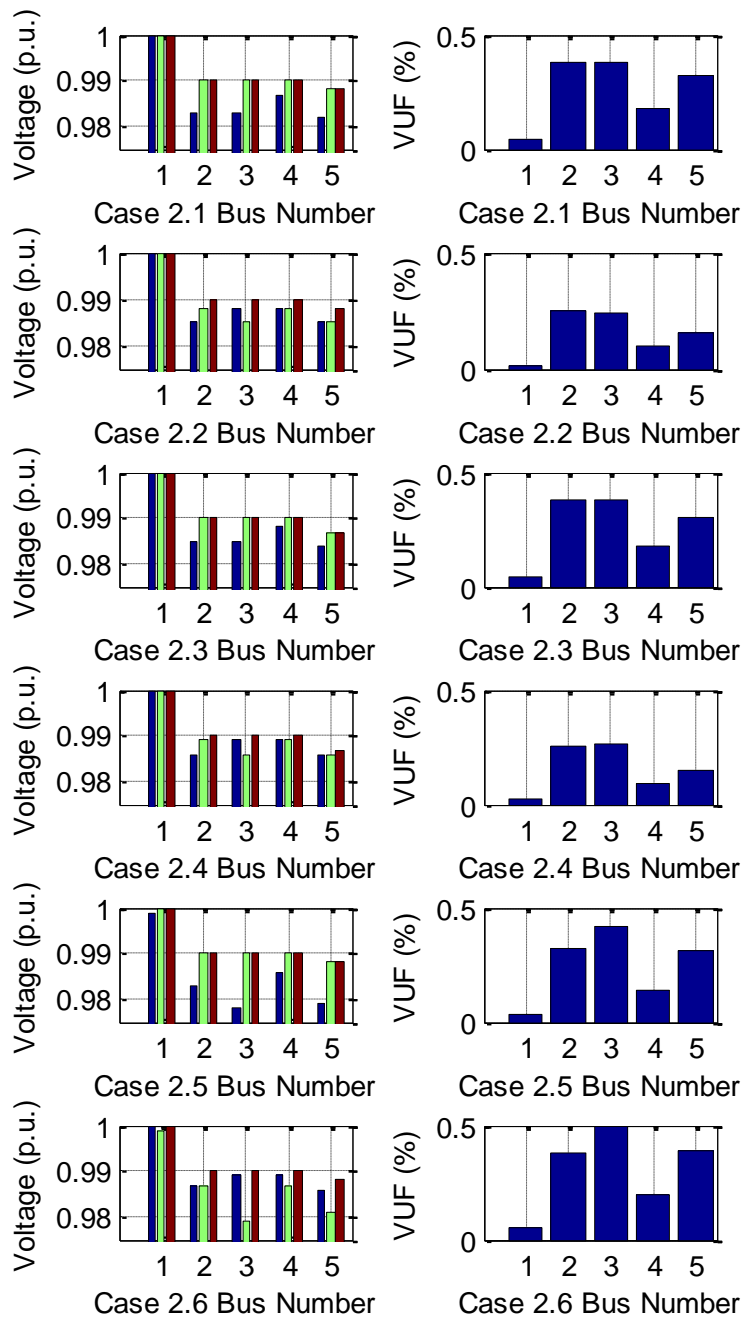 Voltage (p.u.)
1
0.99
0.98
1 2 3 4 5
Case 2.1 Bus Number
VUF (%)
0.5
0
1 2 3 4 5
Case 2.1 Bus Number
Voltage (p.u.)
1
0.99
0.98
1 2 3 4 5
Case 2.2 Bus Number
VUF (%)
0.5
0
1 2 3 4 5
Case 2.2 Bus Number
Voltage (p.u.)
1
0.99
0.98
1 2 3 4 5
Case 2.3 Bus Number
VUF (%)
0.5
0
1 2 3 4 5
Case 2.3 Bus Number
Voltage (p.u.)
1
0.99
0.98
1 2 3 4 5
Case 2.4 Bus Number
VUF (%)
0.5
0
1 2 3 4 5
Case 2.4 Bus Number
Voltage (p.u.)
1
0.99
0.98
1 2 3 4 5
Case 2.5 Bus Number
VUF (%)
0.5
0
1 2 3 4 5
Case 2.5 Bus Number
Voltage (p.u.)
1
0.99
0.98
1 2 3 4 5
Case 2.6 Bus Number
VUF (%)
0.5
0
1 2 3 4 5
Case 2.6 Bus Number